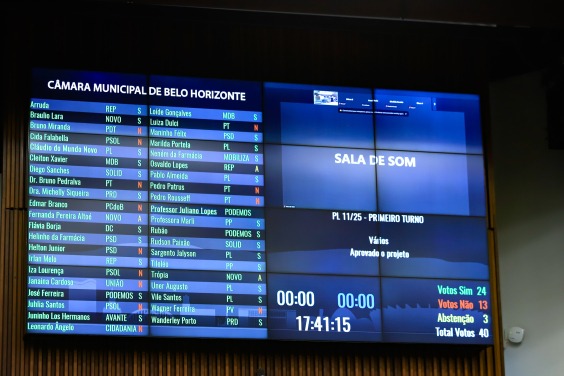 CÂMARA MUNICIPAL DE BELO HORIZONTE
Arruda REP S
Braulio Lara NOVO S
Bruno Miranda PDT N
Cida Falabella PSOL N
Cláudio do Mundo Novo PL S
Cleiton Xavier MDB S
Diego Sanches SOLID S
Dr. Bruno Pedralva PT N
Dra. Michelly Siqueira PRD S
Edmar Branco PCdoB N
Fernanda Pereira Altoé NOVO A
Flávia Borja DC S
Helinho da Farmácia PSD S
Helton Junior PSD N
Irlan Melo REP S
Iza Lourença PSOL N
Janaina Cardoso UNIÃO N
José Ferreira PODEMOS S
Juhlia Santos PSOL N
Juninho Los Hermanos AVANTE S
Leonardo Ângelo CIDADANIA N
Loíde Gonçalves MDB S
Luiza Dulci PT N
Maninho Félix PSD S
Marilda Portela PL S
Neném da Farmácia MOBILIZA S
Osvaldo Lopes REP A
Pablo Almeida PL S
Pedro Patrus PT N
Pedro Rousseff PT N
Professor Juliano Lopes PODEMOS
Professora Marli PP S
Rubão PODEMOS S
Rudson Paixão SOLID S
Sargento Jalyson PL S
Tileléo PP S
Trópia NOVO A
Uner Augusto PL S
Vile Santos PL S
Wagner Ferreira PV N
Wanderley Porto PRD S
SALA DE SOM
PL 11/25 - PRIMEIRO TURNO
Vários
Aprovado o projeto
00:00 00:00
17:41:15
Votos Sim 24
Votos Não 13
Abstenção 3
Total Votos 40